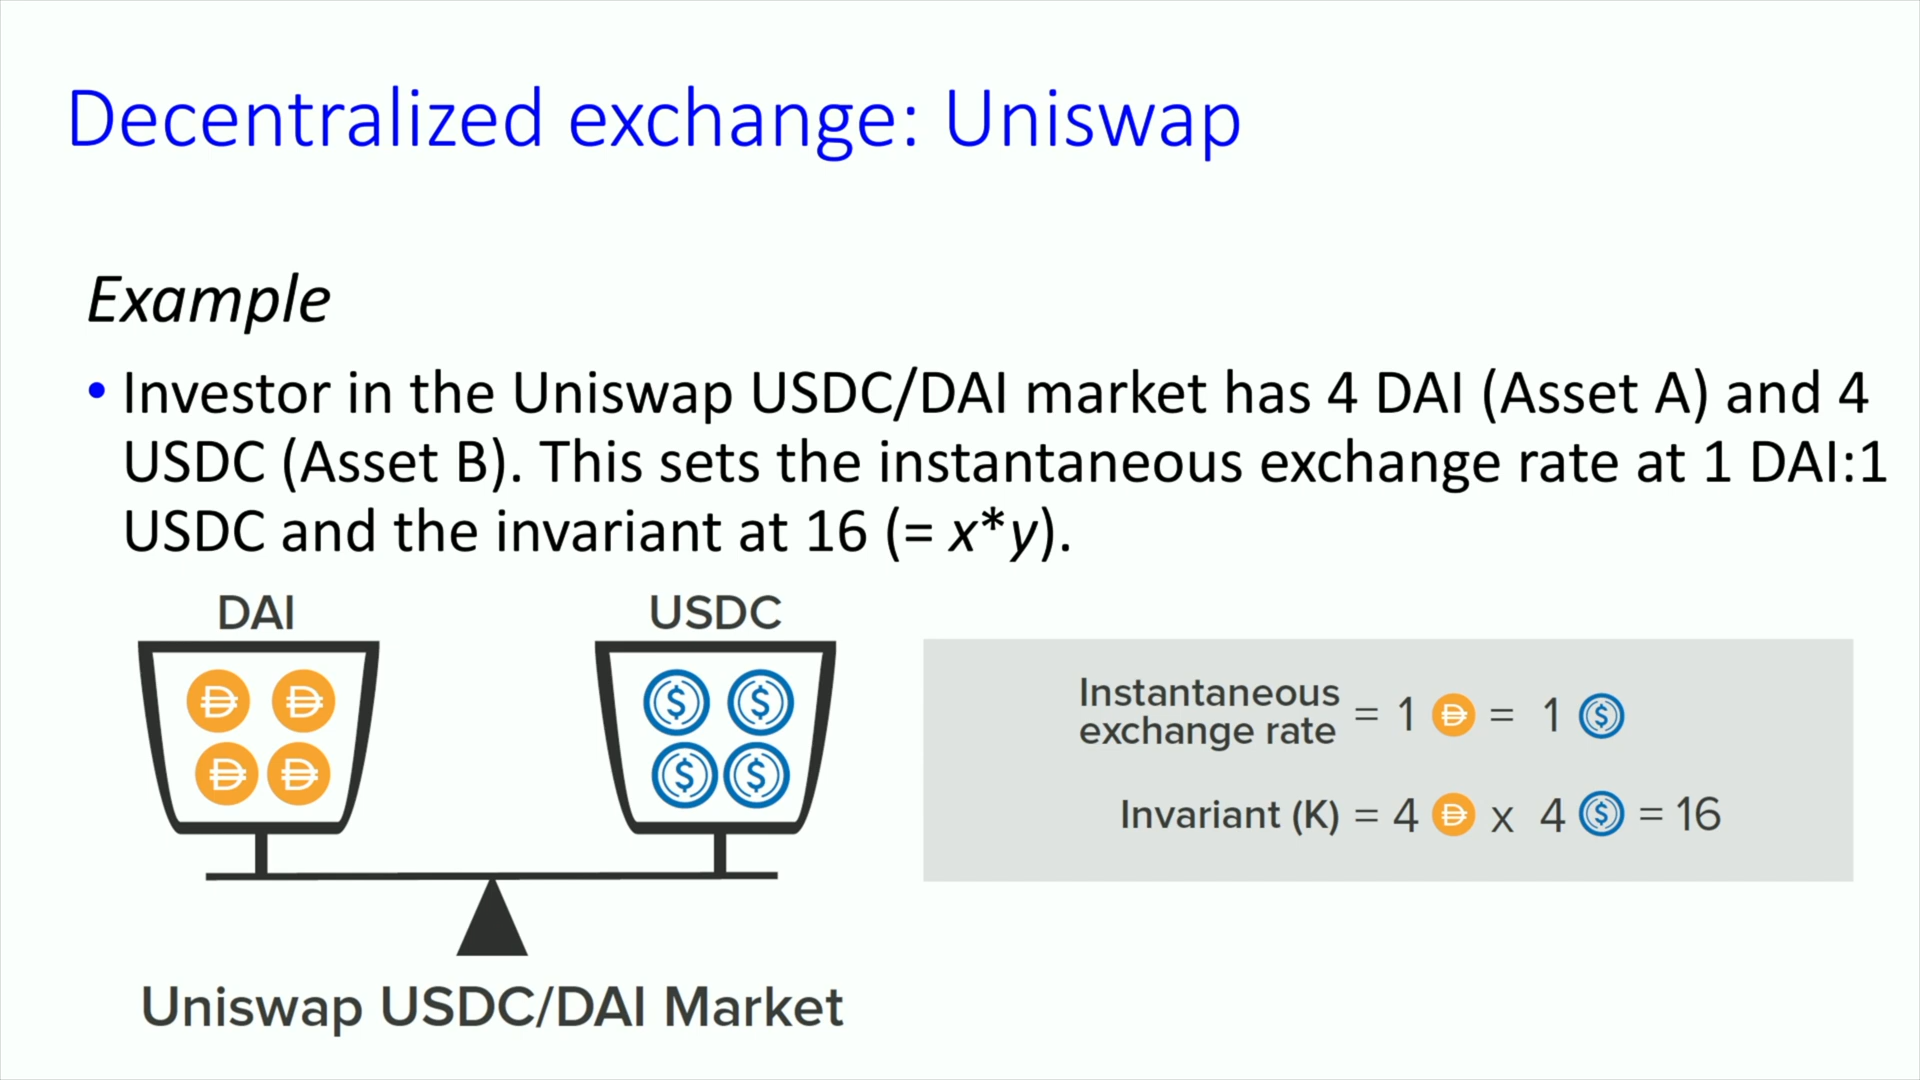 Decentralized exchange: Uniswap
Example
• Investor in the Uniswap USDC/DAI market has 4 DAI (Asset A) and 4
USDC (Asset B). This sets the instantaneous exchange rate at 1 DAI:1
USDC and the invariant at 16 (= x*y).
DAI
USDC
Instantaneous
exchange rate = 1 = 1 $
Invariant (K) = 4 x 4 $ = 16
$ $
$ $
Uniswap USDC/DAI Market